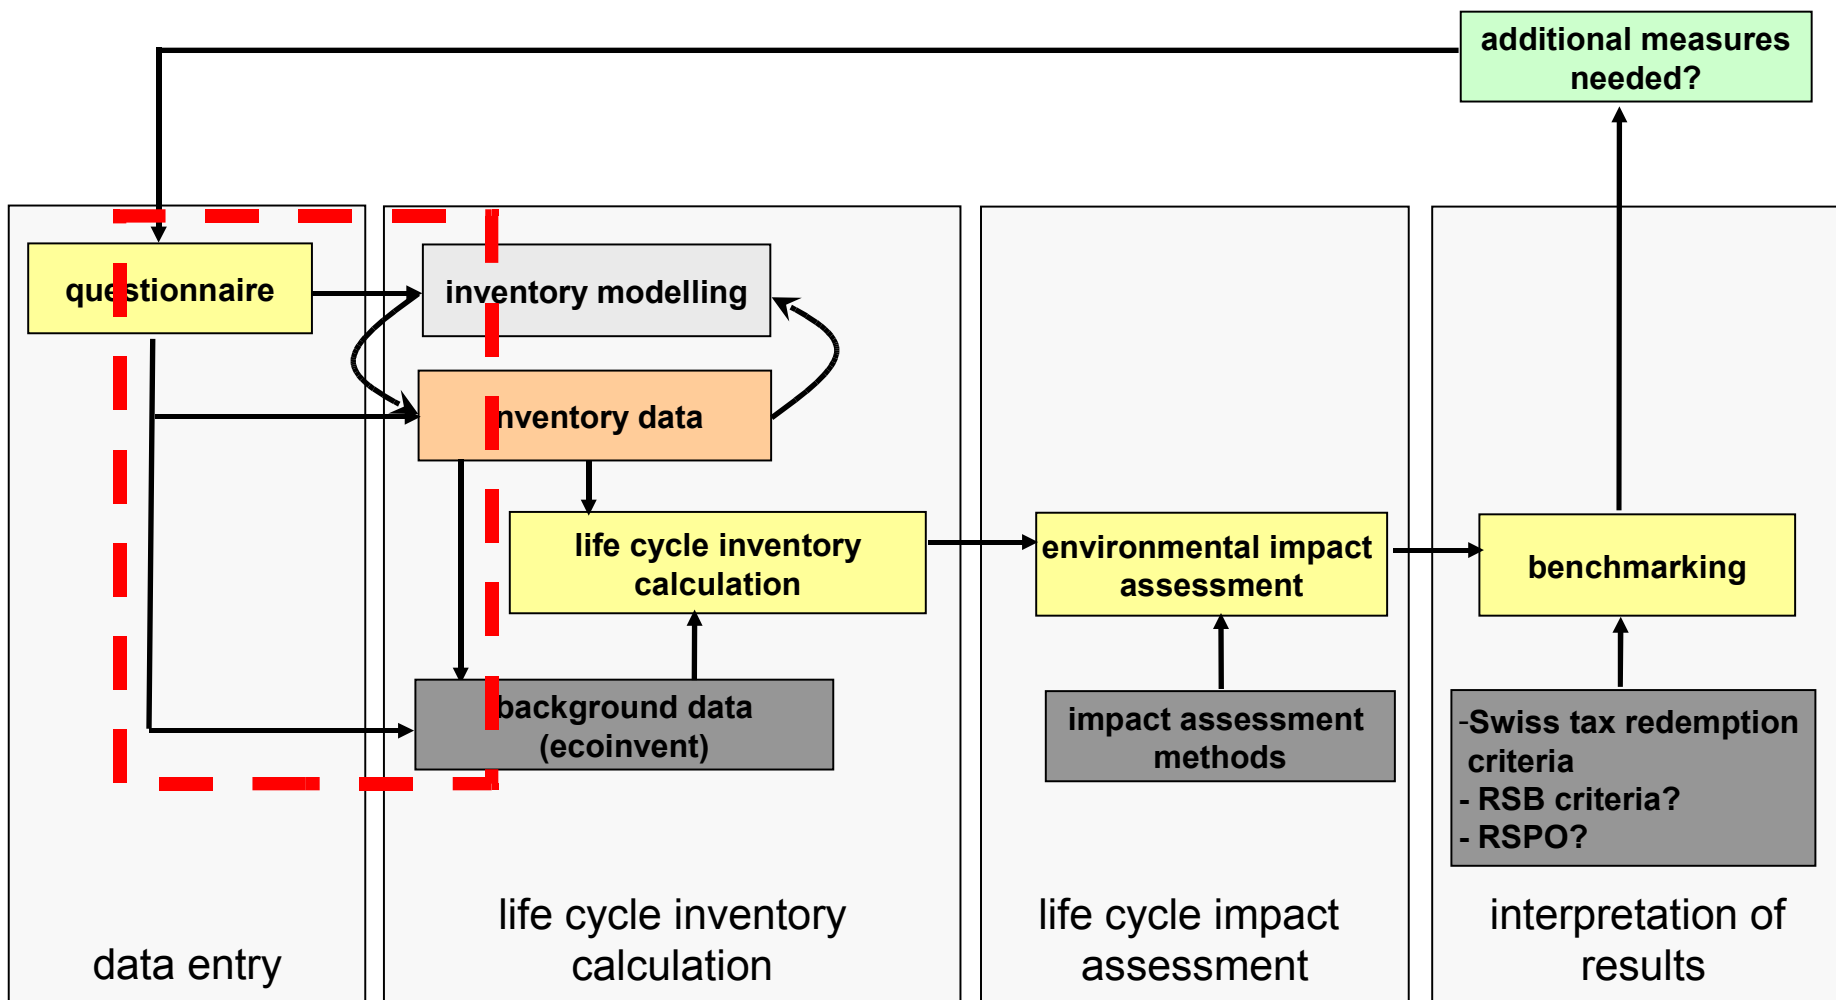 additional measures
needed?
questionnaire
inventory modelling
inventory data
life cycle inventory
calculation
environmental impact
assessment
benchmarking
background data
(ecoinvent)
impact assessment
methods
-Swiss tax redemption
criteria
- RSB criteria?
- RSPO?
data entry
life cycle inventory
calculation
life cycle impact
assessment
interpretation of
results